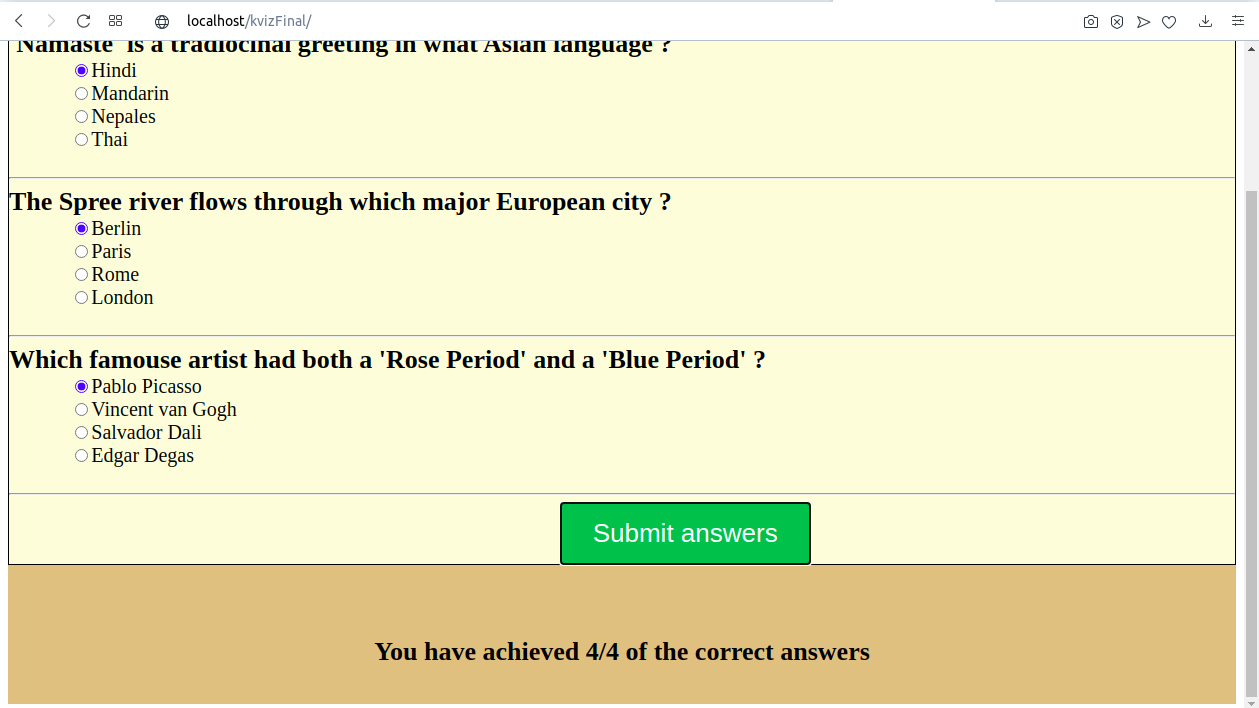 localhost/kvizFinal/
'Namaste' is a tradiocinal greeting in what Asian language ?
Hindi
Mandarin
Nepales
Thai
The Spree river flows through which major European city ?
Berlin
Paris
Rome
London
Which famouse artist had both a 'Rose Period' and a 'Blue Period' ?
Pablo Picasso
Vincent van Gogh
Salvador Dali
Edgar Degas
Submit answers
You have achieved 4/4 of the correct answers